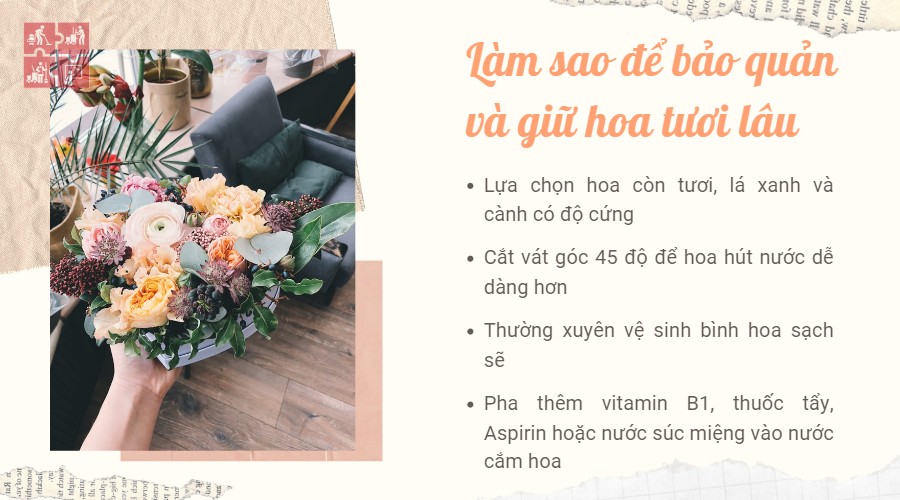 Làm sao để bảo quản
và giữ hoa tươi lâu
• Lựa chọn hoa còn tươi, lá xanh và
cành có độ cứng
• Cắt vát góc 45 độ để hoa hút nước dễ
dàng hơn
• Thường xuyên vệ sinh bình hoa sạch
sẽ
• Pha thêm vitamin B1, thuốc tẩy,
Aspirin hoặc nước súc miệng vào nước
cắm hoa